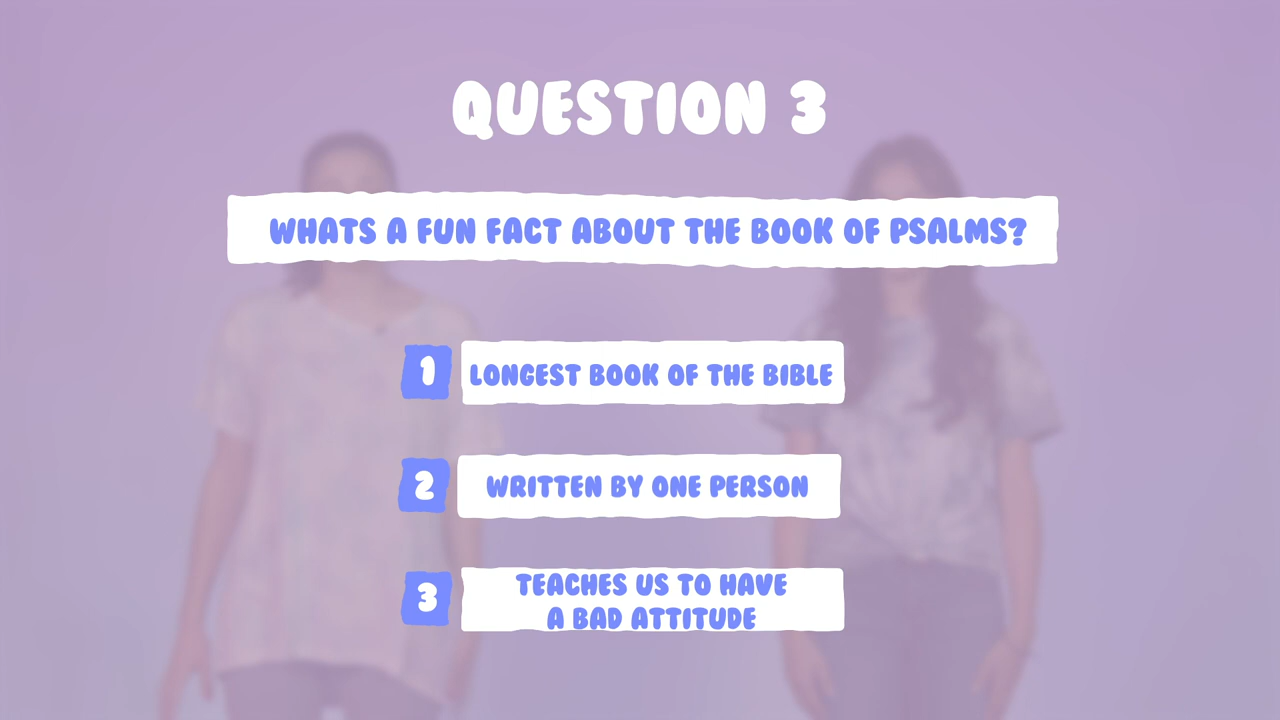 QUESTION 3
WHATS A FUN FACT ABOUT THE BOOK OF PSALMS?
1 LONGEST BOOK OF THE BIBLE
2 WRITTEN BY ONE PERSON
3 TEACHES US TO HAVE
A BAD ATTITUDE